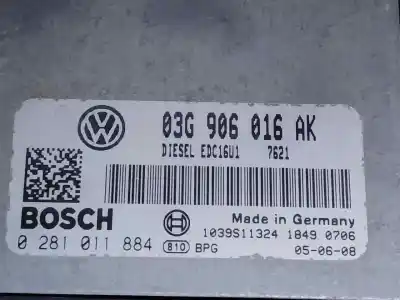 03G 906 016 AK
DIESEL EDC16U1 7621
BOSCH
Made in Germany
1039S11324 1849 0706
0 281 011 884 810 BPG 05-06-08